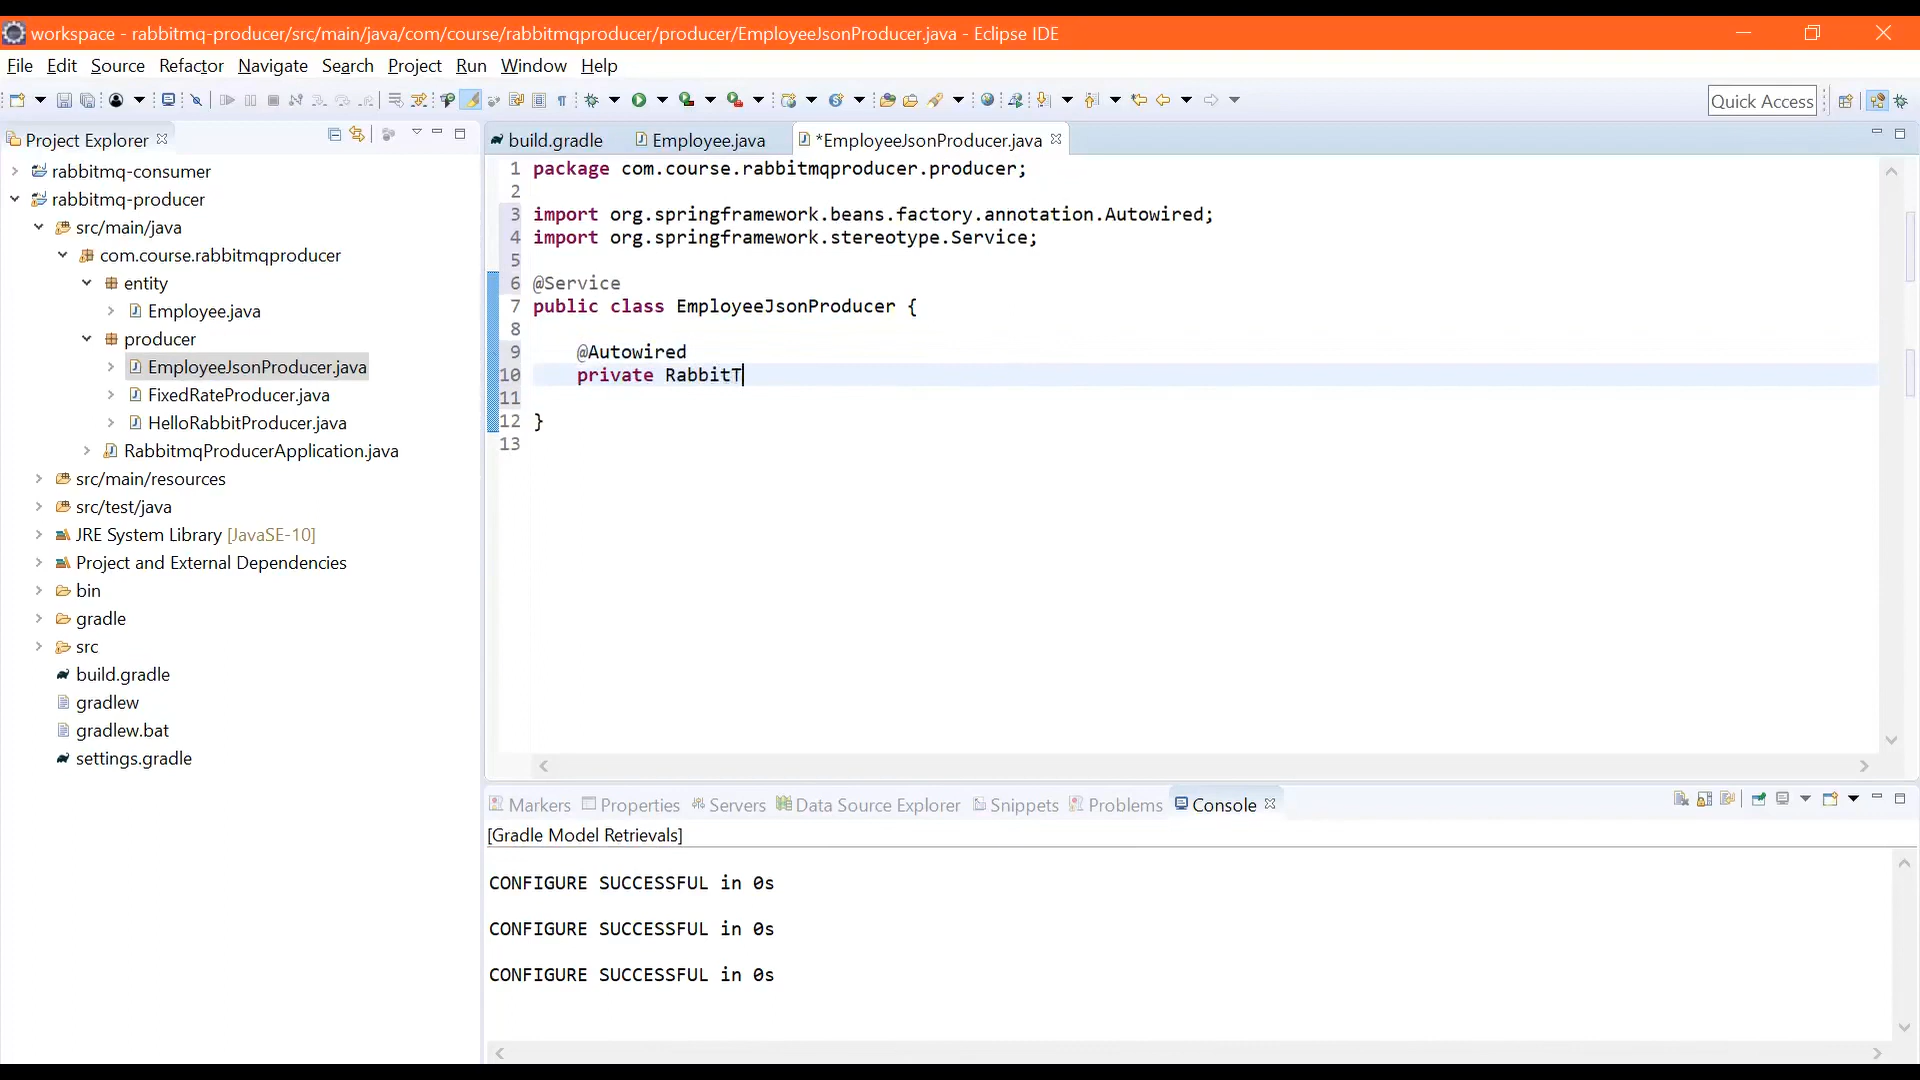 workspace - rabbitmq-producer/src/main/java/com/course/rabbitmqproducer/producer/EmployeeJsonProducer.java - Eclipse IDE
File Edit Source Refactor Navigate Search Project Run Window Help
Quick Access
Project Explorer
rabbitmq-consumer
rabbitmq-producer
src/main/java
com.course.rabbitmqproducer
entity
Employee.java
producer
EmployeeJsonProducer.java
FixedRateProducer.java
HelloRabbitProducer.java
RabbitmqProducerApplication.java
src/main/resources
src/test/java
JRE System Library [JavaSE-10]
Project and External Dependencies
bin
gradle
src
build.gradle
gradlew
gradlew.bat
settings.gradle
build.gradle Employee.java *EmployeeJsonProducer.java
1 package com.course.rabbitmqproducer.producer;
2
3 import org.springframework.beans.factory.annotation.Autowired;
4 import org.springframework.stereotype.Service;
5
6 @Service
7 public class EmployeeJsonProducer {
8
9 @Autowired
10 private RabbitT
11
12 }
13
Markers Properties Servers Data Source Explorer Snippets Problems Console
[Gradle Model Retrievals]
CONFIGURE SUCCESSFUL in 0s
CONFIGURE SUCCESSFUL in 0s
CONFIGURE SUCCESSFUL in 0s